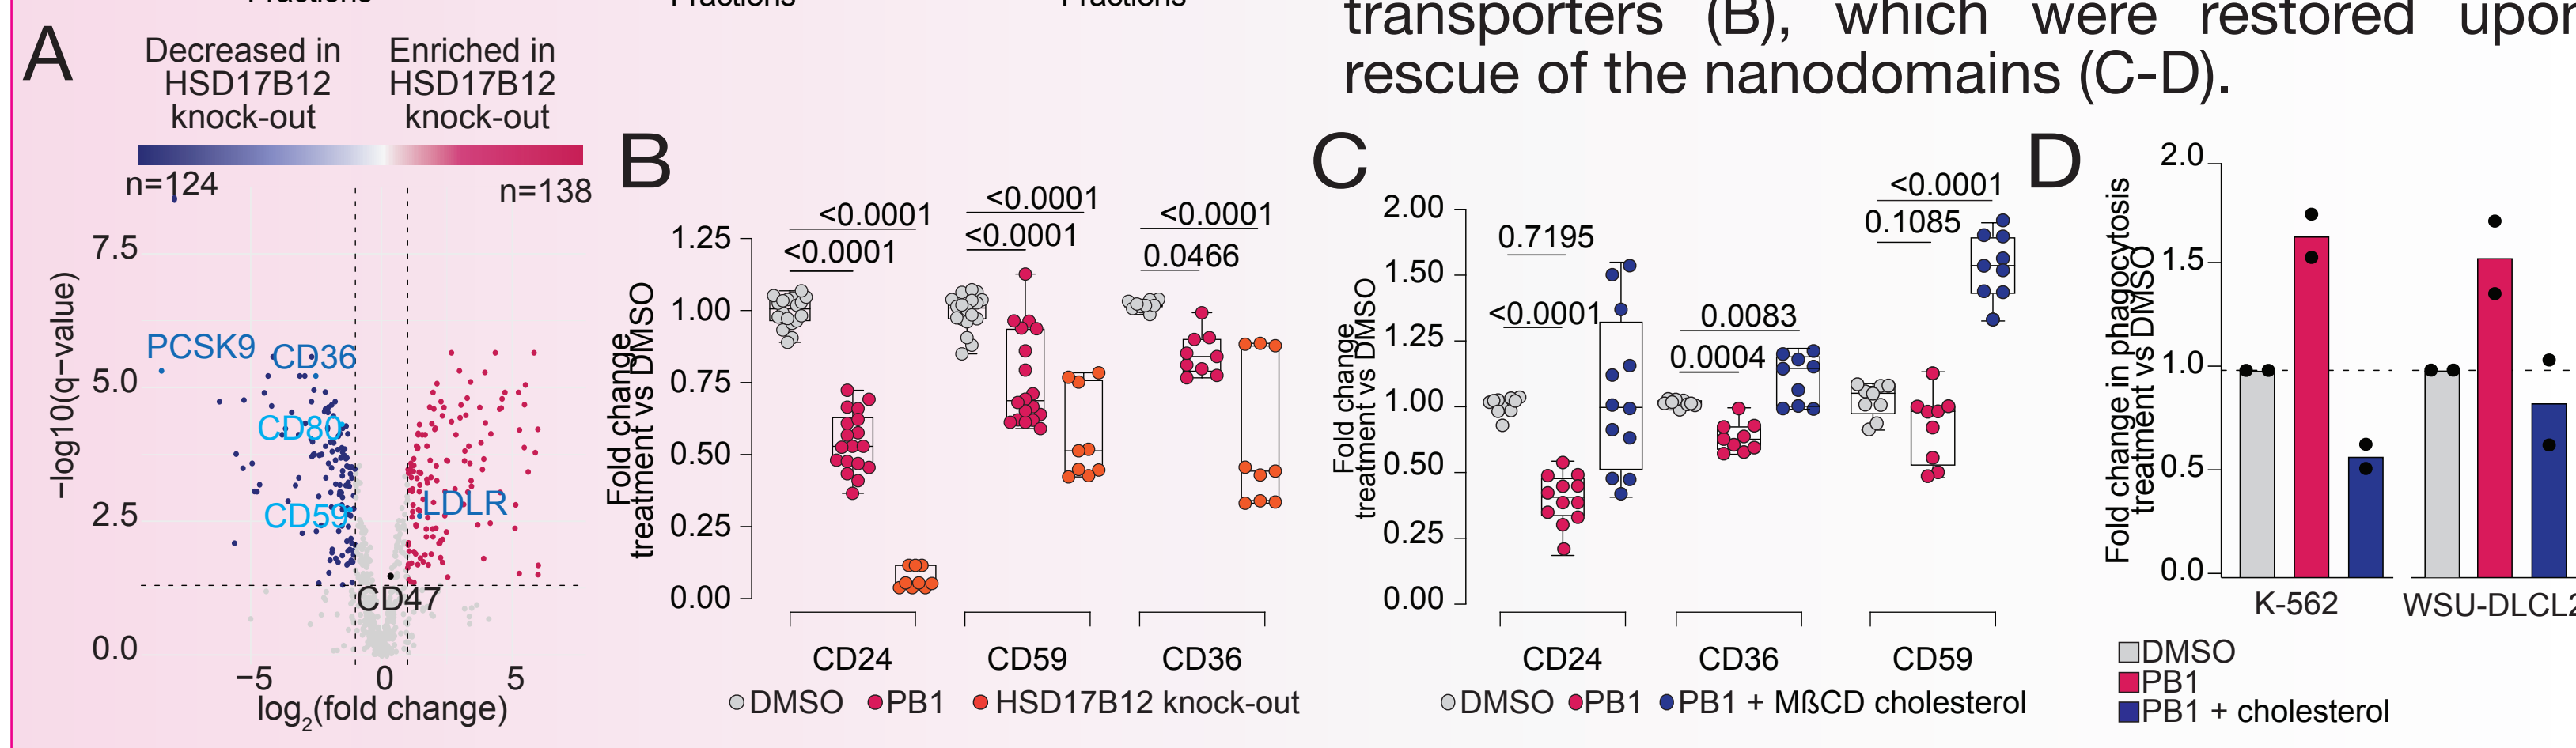 transporters (B), which were restored upon
rescue of the nanodomains (C-D).
A
Decreased in
HSD17B12
knock-out
Enriched in
HSD17B12
knock-out
n=124
n=138
−log10(q−value)
7.5
5.0
2.5
0.0
PCSK9
CD36
CD80
CD59
LDLR
CD47
−5
0
5
log2(fold change)
B
Fold change
treatment vs DMSO
1.25
1.00
0.75
0.50
0.25
0.00
<0.0001
<0.0001
<0.0001
<0.0001
<0.0001
0.0466
CD24
CD59
CD36
DMSO
PB1
HSD17B12 knock-out
C
Fold change
treatment vs DMSO
2.00
1.50
1.25
1.00
0.50
0.25
0.00
0.7195
<0.0001
0.0083
0.0004
<0.0001
0.1085
CD24
CD36
CD59
DMSO
PB1
PB1 + MßCD cholesterol
D
Fold change in phagocytosis
treatment vs DMSO
2.0
1.5
1.0
0.5
0.0
K-562
WSU-DLCL2
DMSO
PB1
PB1 + cholesterol